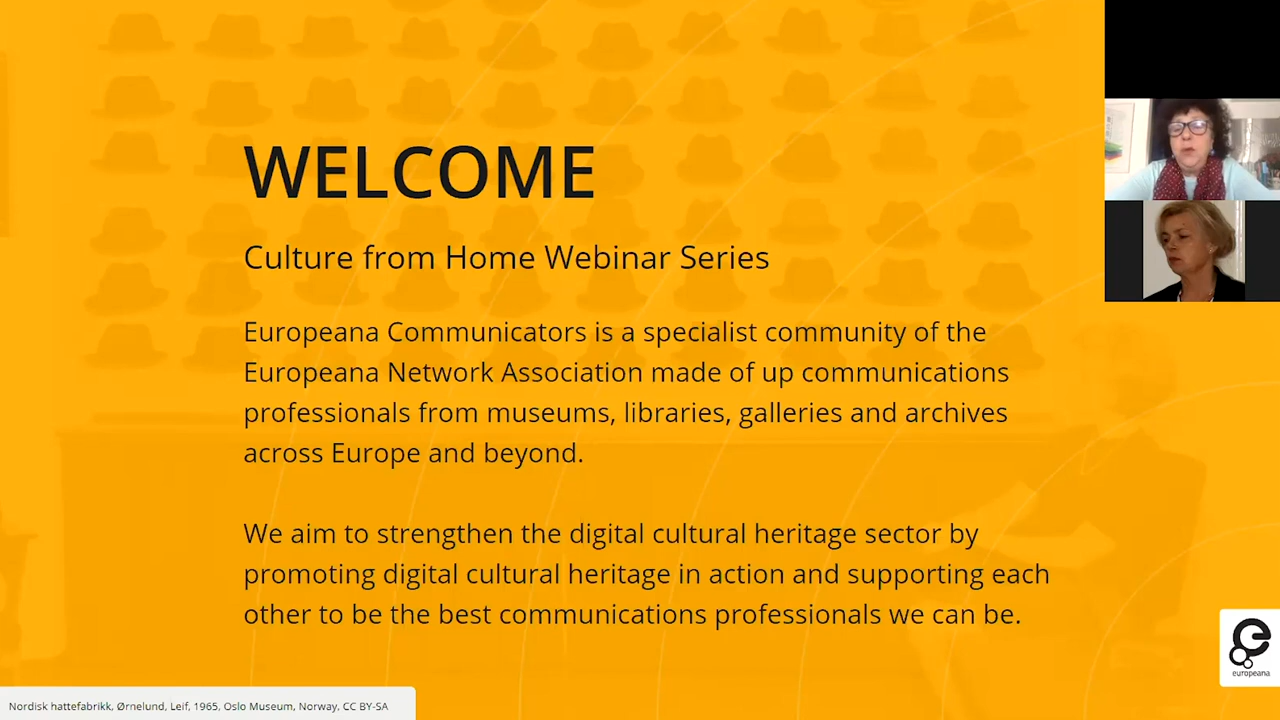 WELCOME
Culture from Home Webinar Series
Europeana Communicators is a specialist community of the
Europeana Network Association made of up communications
professionals from museums, libraries, galleries and archives
across Europe and beyond.
We aim to strengthen the digital cultural heritage sector by
promoting digital cultural heritage in action and supporting each
other to be the best communications professionals we can be.
europeana
Nordisk hattefabrikk, Ørnelund, Leif, 1965, Oslo Museum, Norway, CC BY-SA